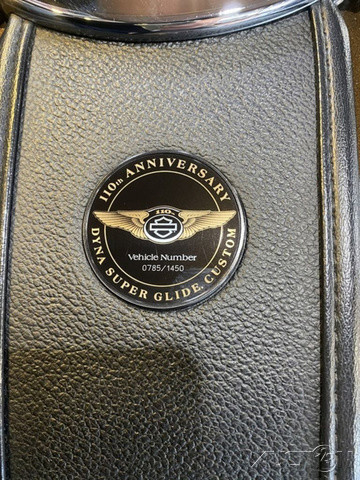 110th ANNIVERSARY
110
Vehicle Number
0785/1450
DYNA SUPER GLIDE® CUSTOM